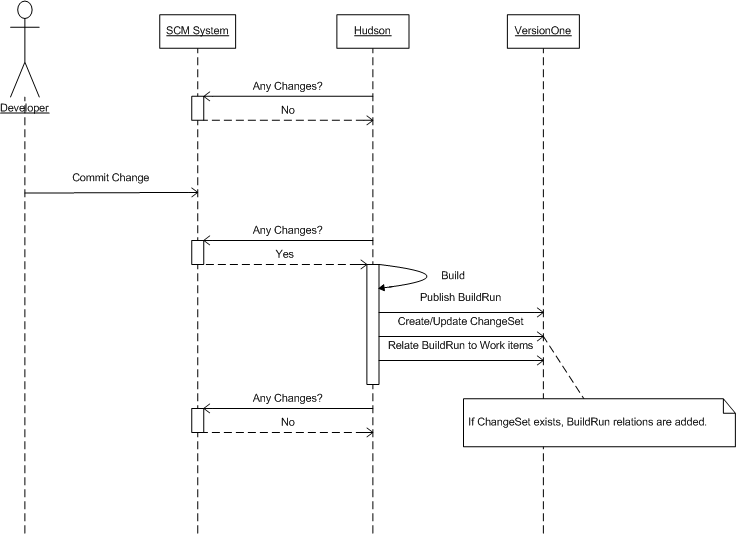 SCM System
Hudson
VersionOne
Developer
Any Changes?
No
Commit Change
Any Changes?
Yes
Build
Publish BuildRun
Create/Update ChangeSet
Relate BuildRun to Work items
Any Changes?
No
If ChangeSet exists, BuildRun relations are added.